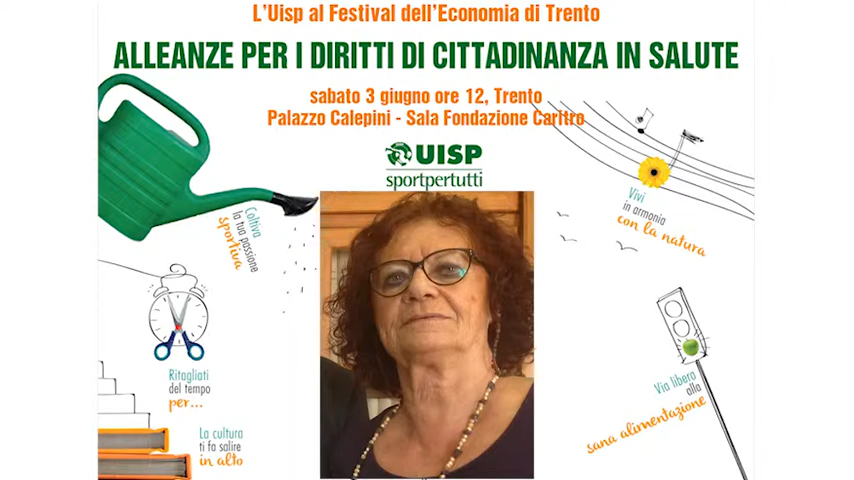 L'Uisp al Festival dell'Economia di Trento
ALLEANZE PER I DIRITTI DI CITTADINANZA IN SALUTE
sabato 3 giugno ore 12, Trento
Palazzo Calepini - Sala Fondazione Caritro
UISP
sportpertutti
Coltiva
la tua passione
sportiva
Vivi
in armonia
con la natura
Ritagliati
del tempo
per...
La cultura
ti fa salire
in alto
Via libera
alla
sana alimentazione